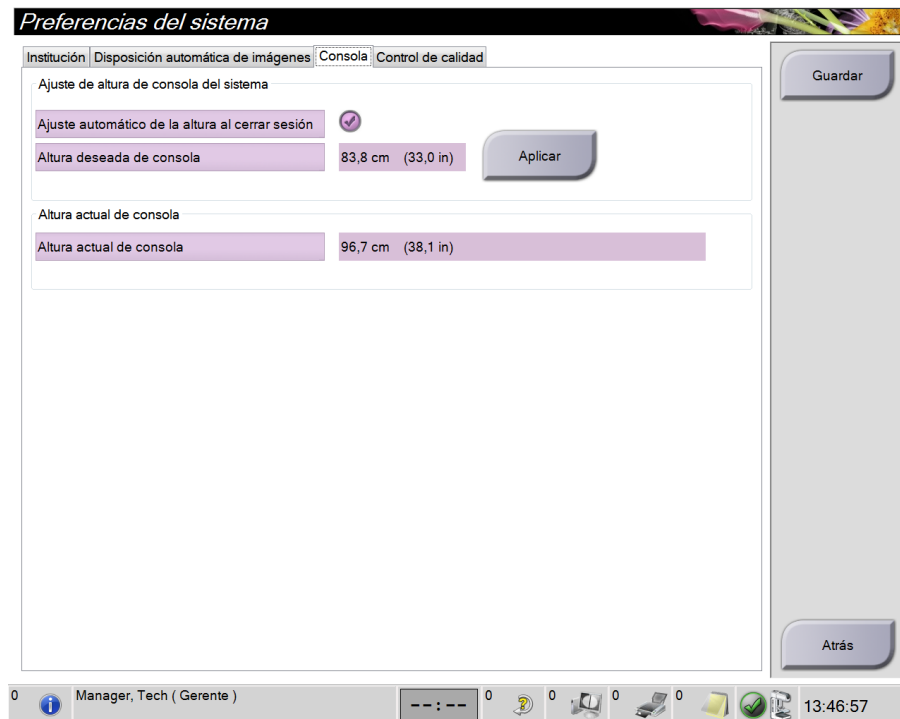 Preferencias del sistema
Institución Disposición automática de imágenes Consola Control de calidad
Guardar
Ajuste de altura de consola del sistema
Ajuste automático de la altura al cerrar sesión
Altura deseada de consola 83,8 cm (33,0 in) Aplicar
Altura actual de consola
Altura actual de consola 96,7 cm (38,1 in)
Atrás
0 Manager, Tech ( Gerente ) --:-- 0 0 0 0 13:46:57